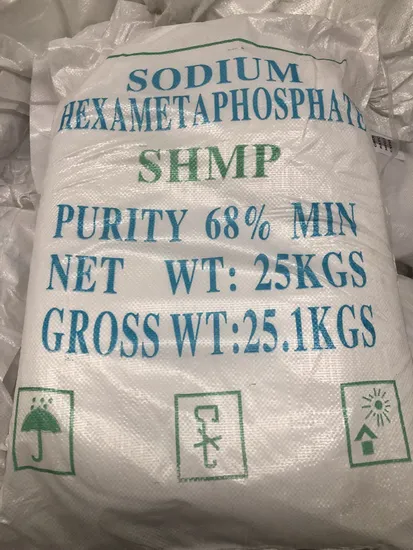 SODIUM
HEXAMETAPHOSPHATE
SHMP
PURITY 68% MIN
NET WT: 25KGS
GROSS WT:25.1KGS